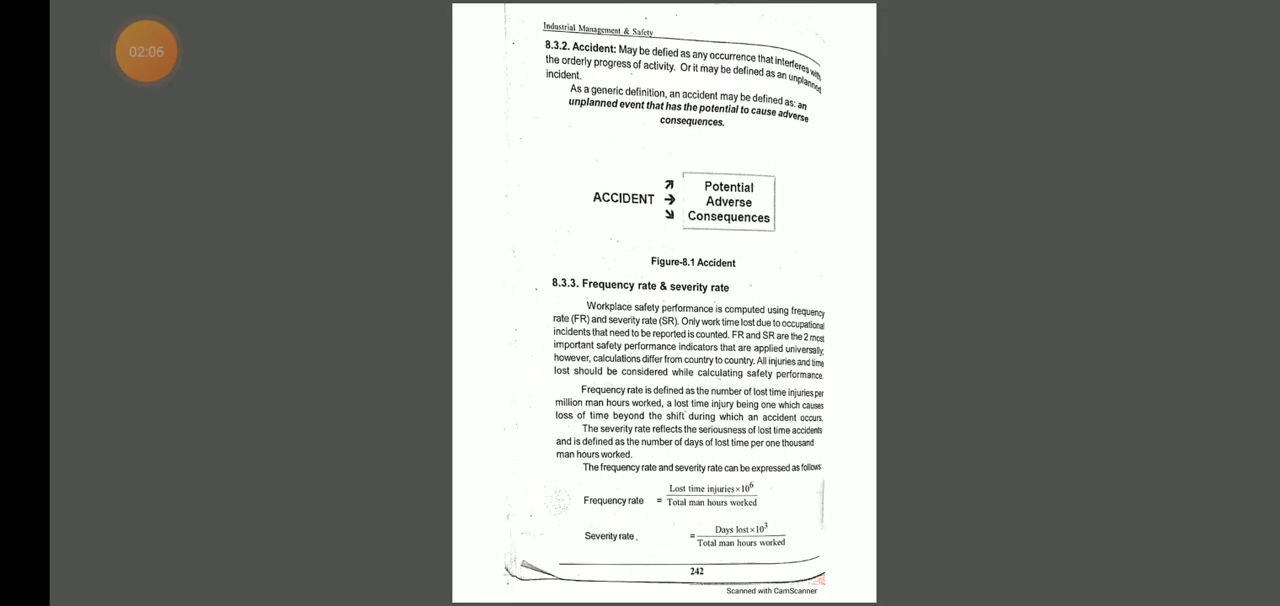 02:06
Industrial Management & Safety
8.3.2. Accident: May be defied as any occurrence that interferes with
the orderly progress of activity. Or it may be defined as an unplanned
incident.
As a generic definition, an accident may be defined as: an
unplanned event that has the potential to cause adverse
consequences.
ACCIDENT ↗ → ↘
Potential
Adverse
Consequences
Figure-8.1 Accident
8.3.3. Frequency rate & severity rate
Workplace safety performance is computed using frequency
rate (FR) and severity rate (SR). Only work time lost due to occupational
incidents that need to be reported is counted. FR and SR are the 2 most
important safety performance indicators that are applied universally,
however, calculations differ from country to country. All injuries and time
lost should be considered while calculating safety performance.
Frequency rate is defined as the number of lost time injuries per
million man hours worked, a lost time injury being one which causes
loss of time beyond the shift during which an accident occurs.
The severity rate reflects the seriousness of lost time accidents
and is defined as the number of days of lost time per one thousand
man hours worked.
The frequency rate and severity rate can be expressed as follows
Frequency rate = Lost time injuries×10⁶ / Total man hours worked
Severity rate. = Days lost×10³ / Total man hours worked
242
Scanned with CamScanner